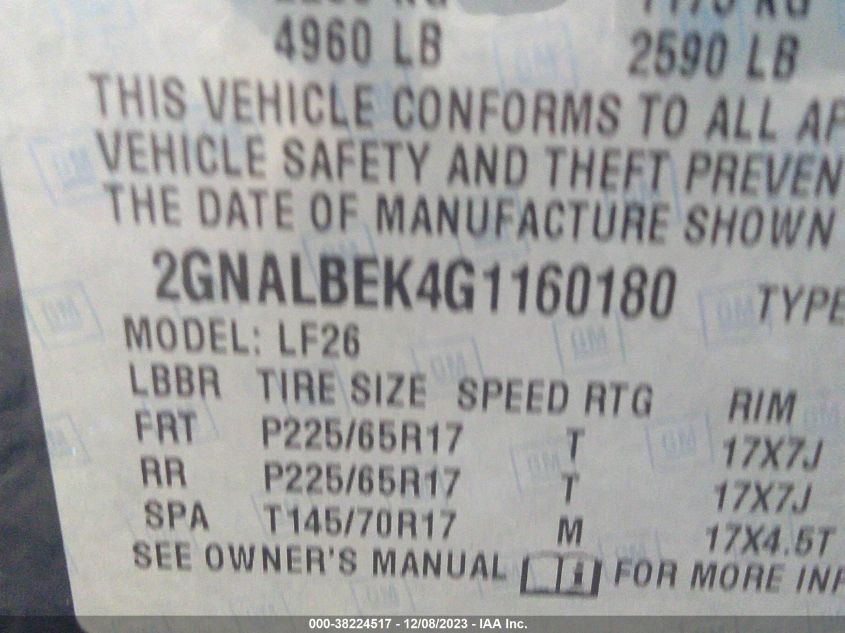 4960 LB 2590 LB
THIS VEHICLE CONFORMS TO ALL
VEHICLE SAFETY AND THEFT PREVEN
THE DATE OF MANUFACTURE SHOWN
2GNALBEK4G1160180 TYPE
MODEL: LF26
LBBR TIRE SIZE SPEED RTG RIM
FRT P225/65R17 T 17X7J
RR P225/65R17 T 17X7J
SPA T145/70R17 M 17X4.5T
SEE OWNER'S MANUAL FOR MORE INF
000-38224517 - 12/08/2023 - IAA Inc.